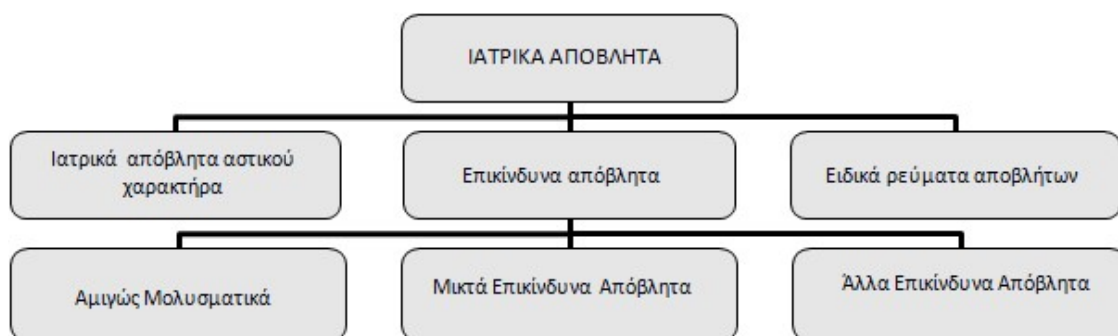 ΙΑΤΡΙΚΑ ΑΠΟΒΛΗΤΑ
Ιατρικά απόβλητα αστικού
χαρακτήρα
Επικίνδυνα απόβλητα
Ειδικά ρεύματα αποβλήτων
Αμιγώς Μολυσματικά
Μικτά Επικίνδυνα Απόβλητα
Άλλα Επικίνδυνα Απόβλητα